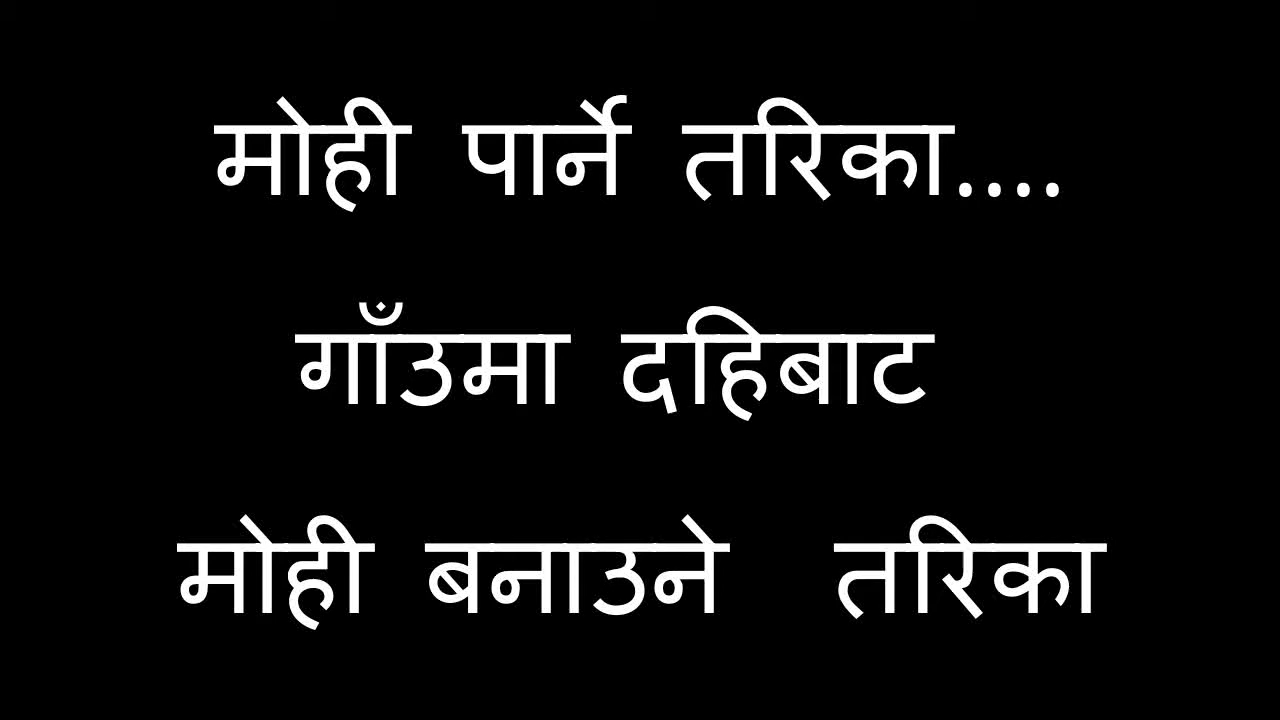 मोही पार्ने तरिका....
गाँउमा दहिबाट
मोही बनाउने तरिका